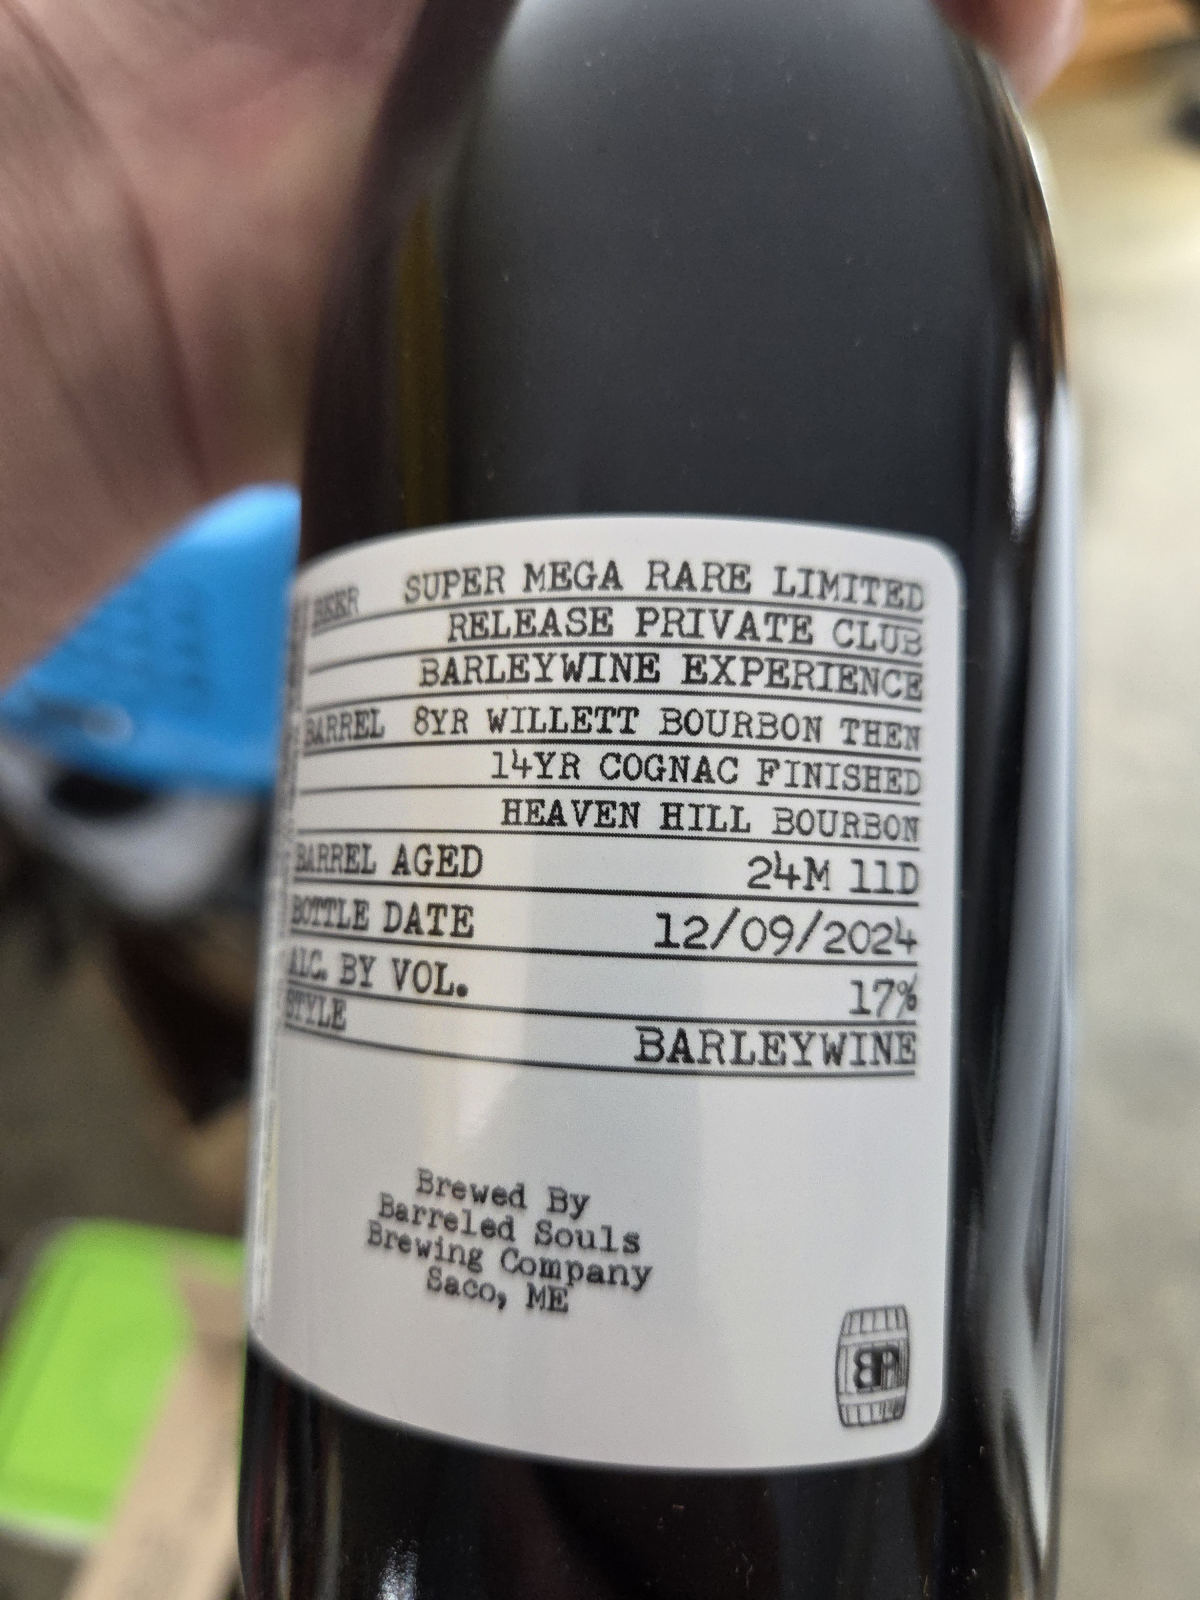 BEER SUPER MEGA RARE LIMITED
RELEASE PRIVATE CLUB
BARLEYWINE EXPERIENCE
BARREL 8YR WILLETT BOURBON THEN
14YR COGNAC FINISHED
HEAVEN HILL BOURBON
BARREL AGED 24M 11D
BOTTLE DATE 12/09/2024
ALC. BY VOL. 17%
STYLE BARLEYWINE
Brewed By
Barreled Souls
Brewing Company
Saco, ME